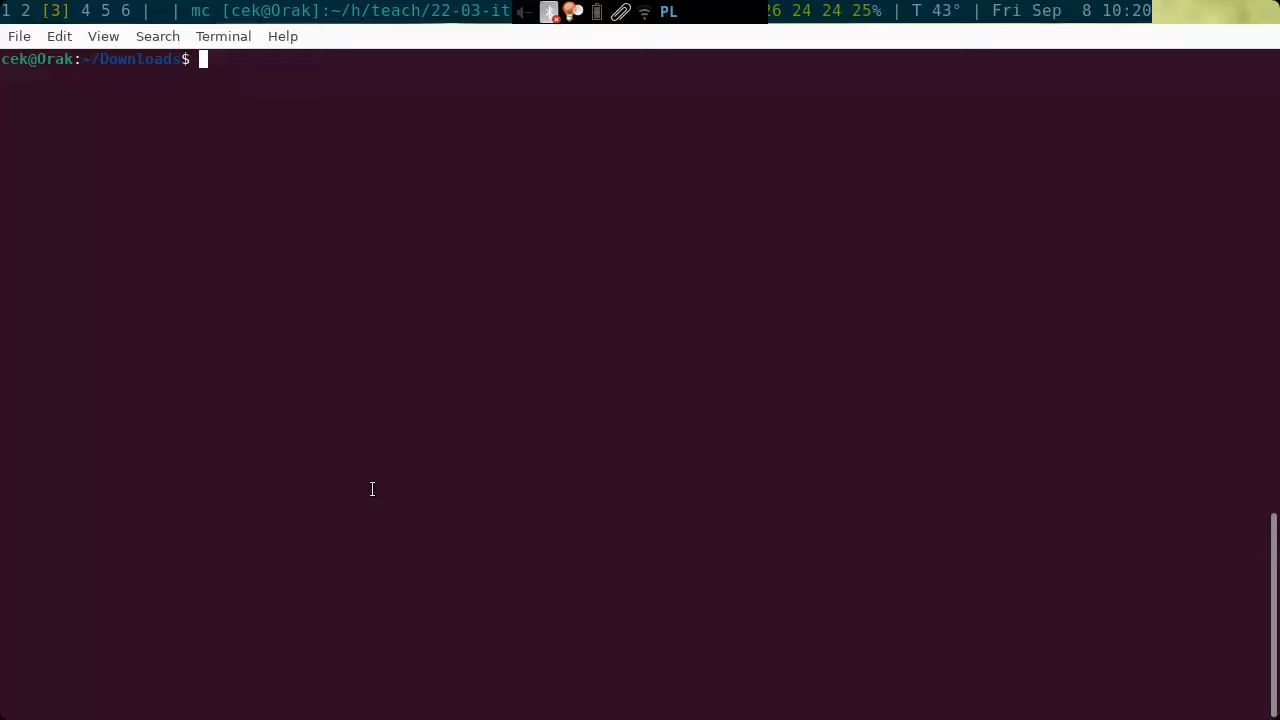 1 2 [3] 4 5 6 | | mc [cek@Orak]:~/h/teach/22-03-it PL 26 24 24 25% | T 43° | Fri Sep 8 10:20
File Edit View Search Terminal Help
cek@Orak:~/Downloads$